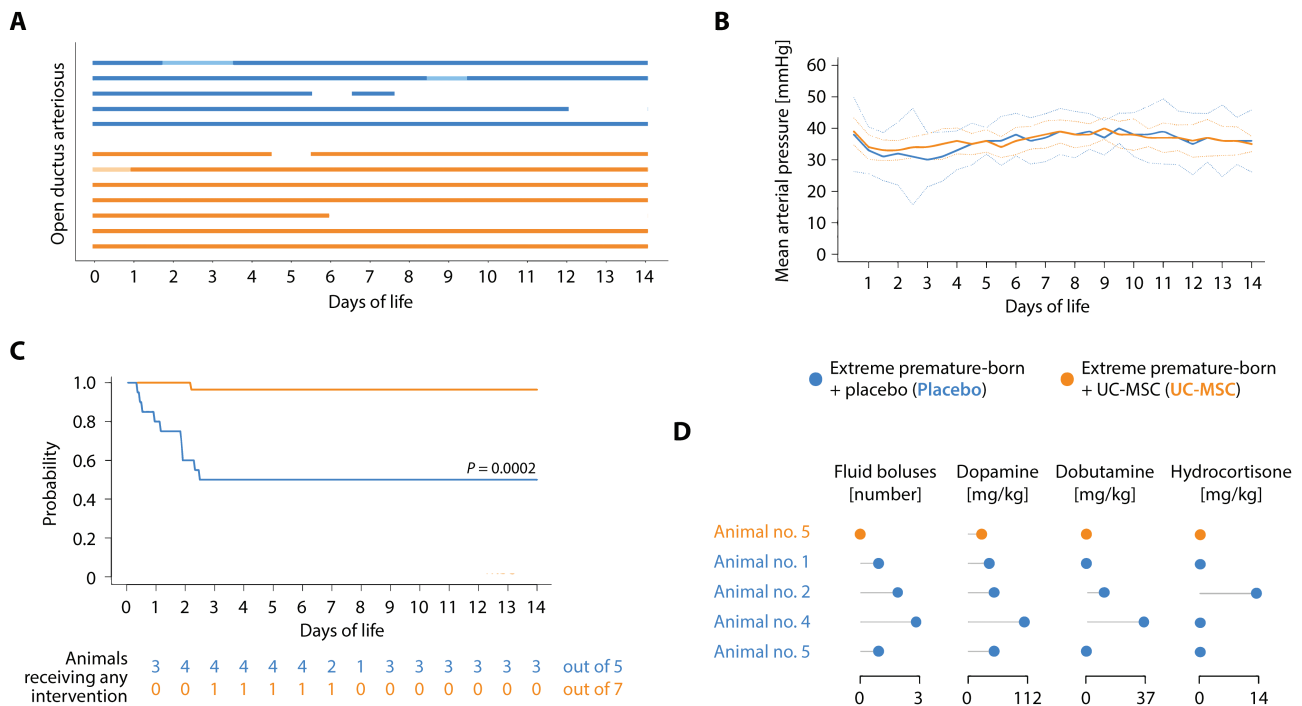 A
Open ductus arteriosus
0 1 2 3 4 5 6 7 8 9 10 11 12 13 14
Days of life
B
Mean arterial pressure [mmHg]
60
50
40
30
20
10
0
1 2 3 4 5 6 7 8 9 10 11 12 13 14
Days of life
Extreme premature-born
+ placebo (Placebo)
Extreme premature-born
+ UC-MSC (UC-MSC)
C
Probability
1.0
0.8
0.6
0.4
0.2
0
P = 0.0002
0 1 2 3 4 5 6 7 8 9 10 11 12 13 14
Days of life
Animals
receiving any
intervention
3 4 4 4 4 4 2 1 3 3 3 3 3 3 out of 5
0 0 1 1 1 1 1 0 0 0 0 0 0 0 out of 7
D
Fluid boluses
[number]
Dopamine
[mg/kg]
Dobutamine
[mg/kg]
Hydrocortisone
[mg/kg]
Animal no. 5
Animal no. 1
Animal no. 2
Animal no. 4
Animal no. 5
0 3
0 112
0 37
0 14